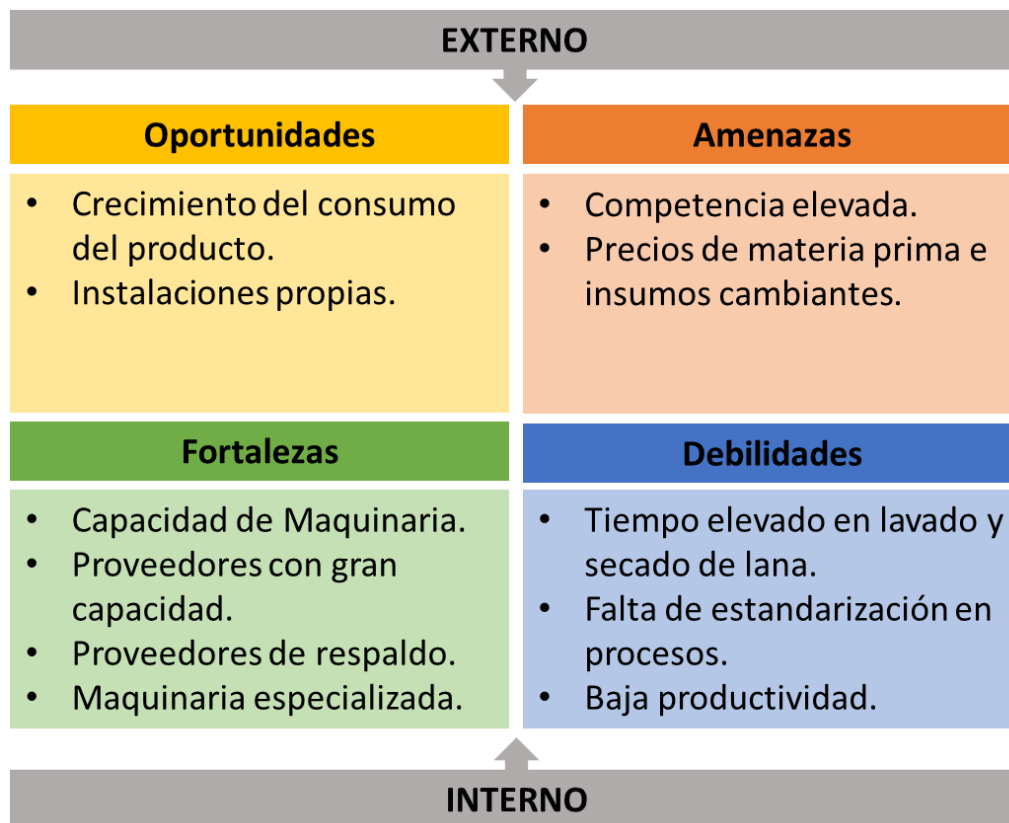 EXTERNO
Oportunidades
• Crecimiento del consumo
del producto.
• Instalaciones propias.
Amenazas
• Competencia elevada.
• Precios de materia prima e
insumos cambiantes.
Fortalezas
• Capacidad de Maquinaria.
• Proveedores con gran
capacidad.
• Proveedores de respaldo.
• Maquinaria especializada.
Debilidades
• Tiempo elevado en lavado y
secado de lana.
• Falta de estandarización en
procesos.
• Baja productividad.
INTERNO